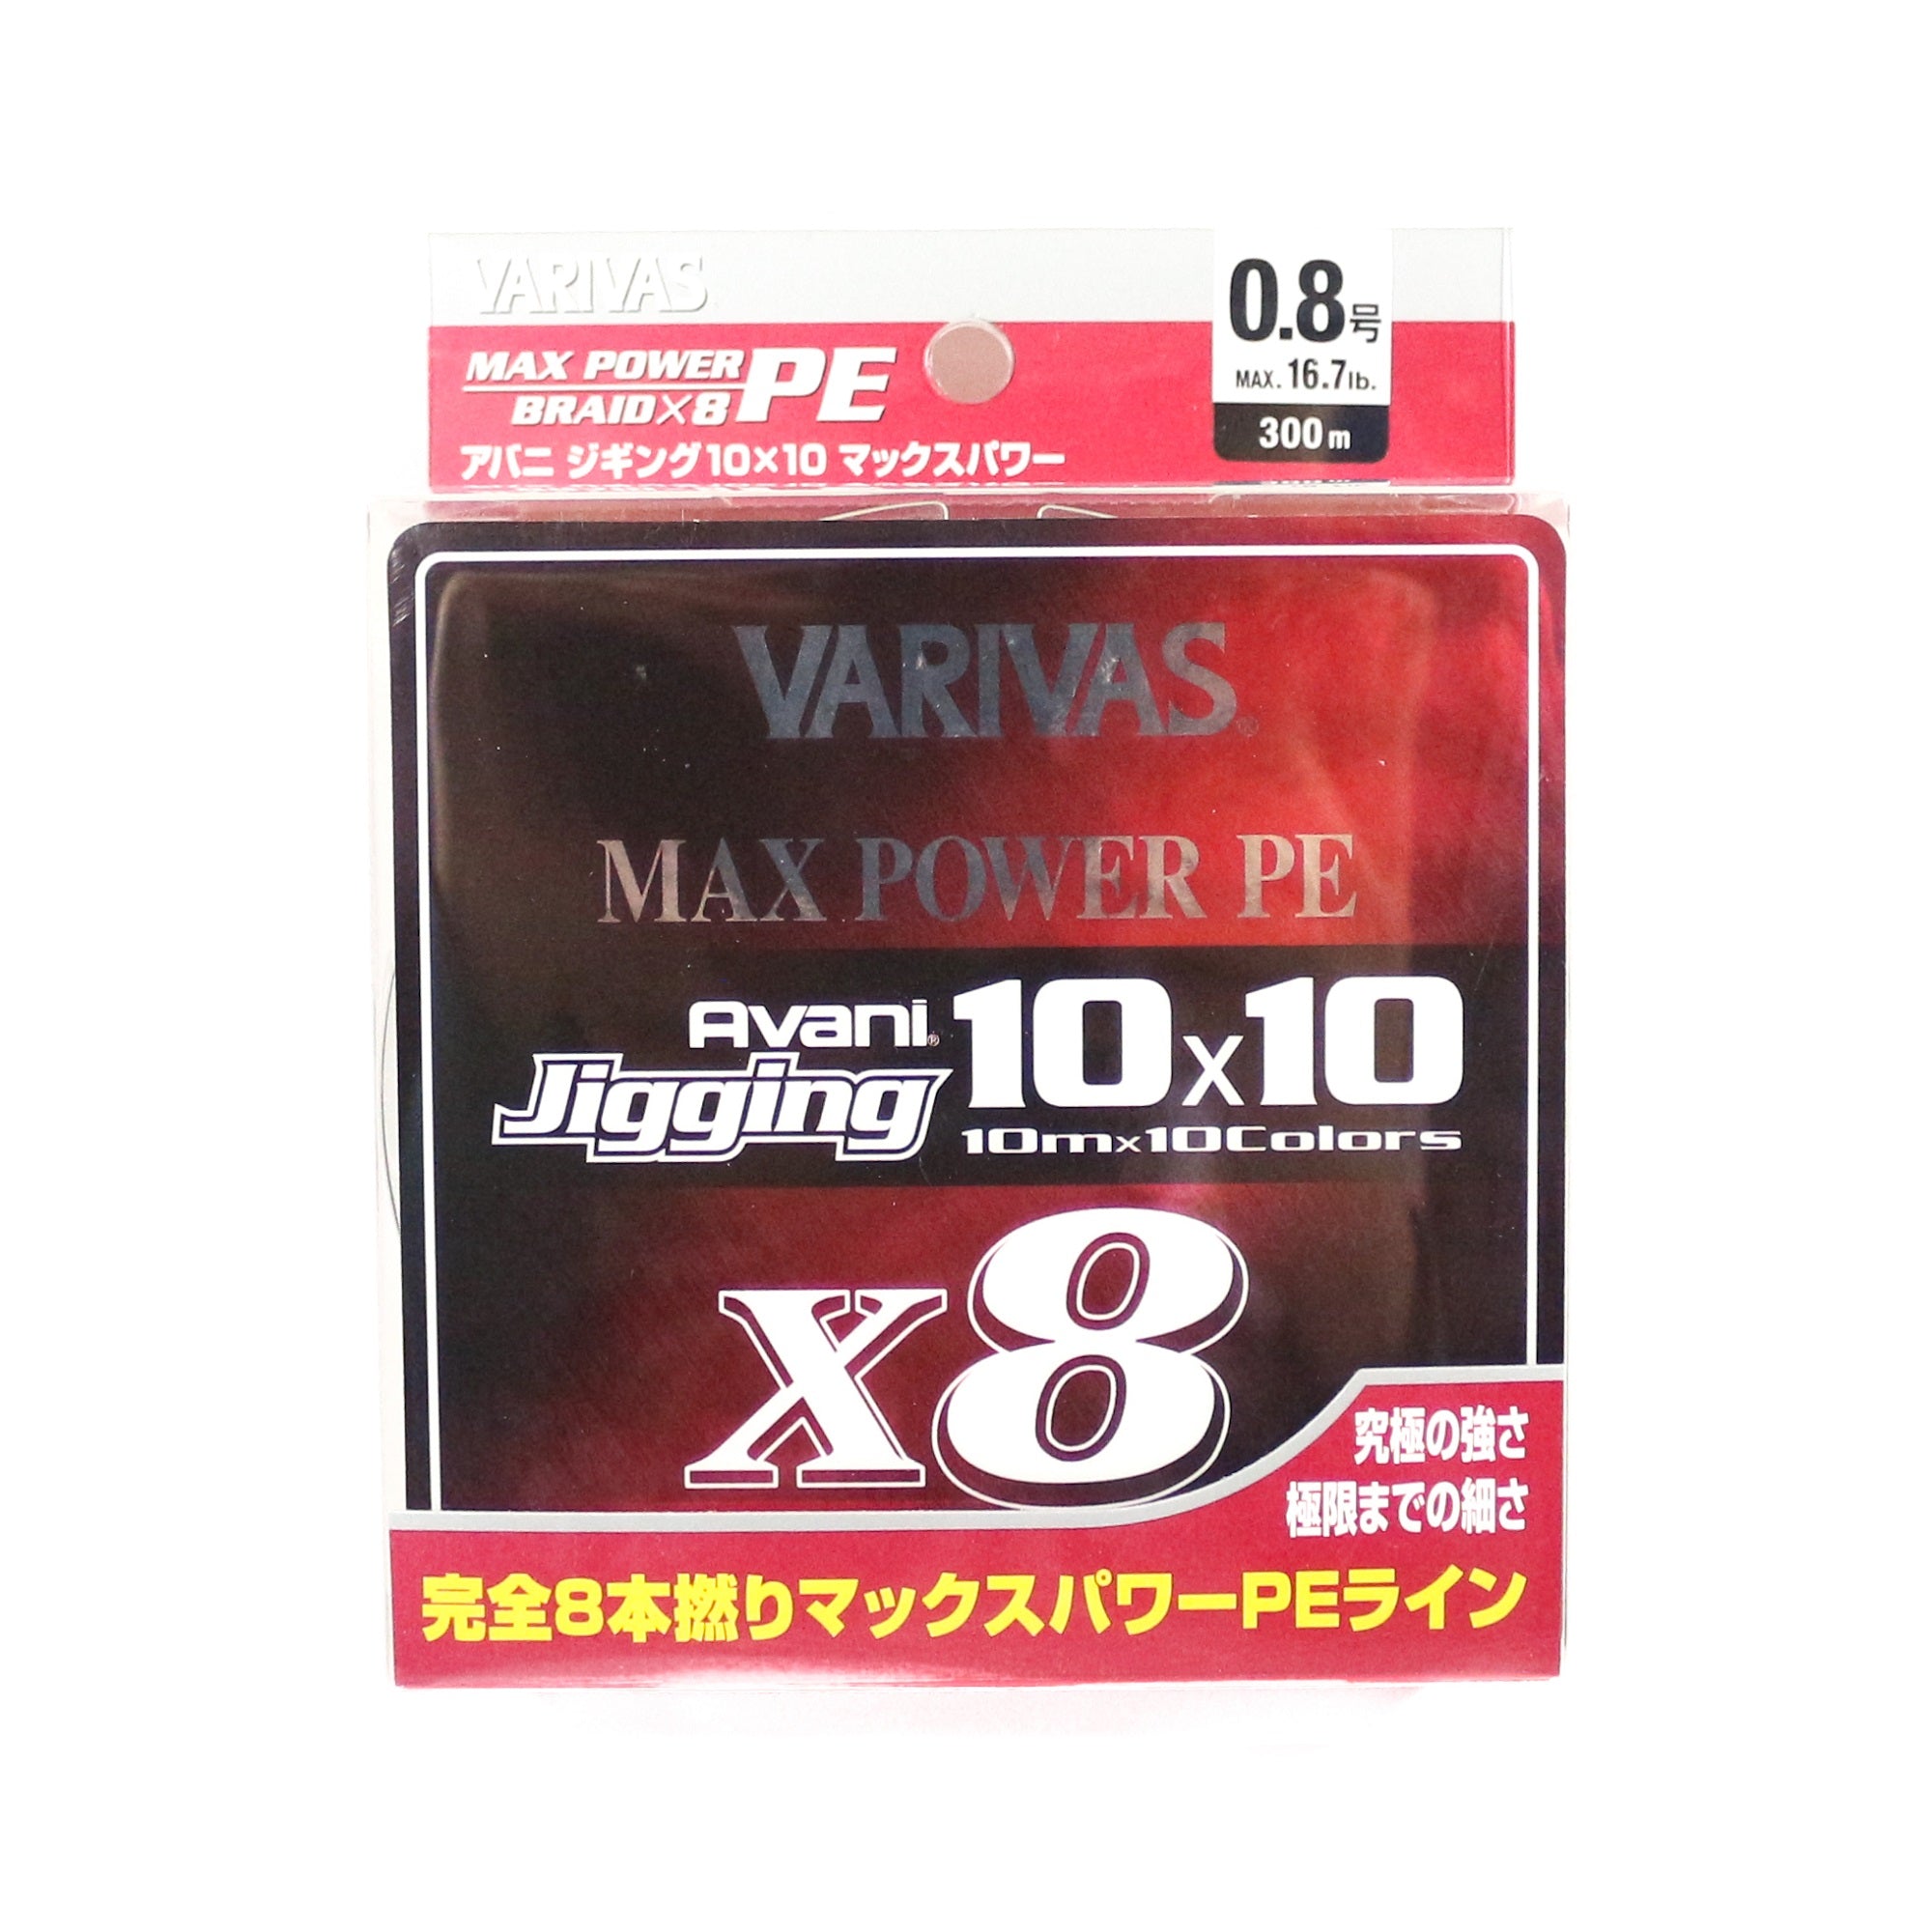 VARIVAS
0.8号
MAX. 16.7lb.
300m
MAX POWER PE
BRAID×8
アバニ ジギング10×10 マックスパワー
VARIVAS®
MAX POWER PE
Avani® 10x10
Jigging
10mx10Colors
X8
究極の強さ
極限までの細さ
完全8本撚りマックスパワーPEライン